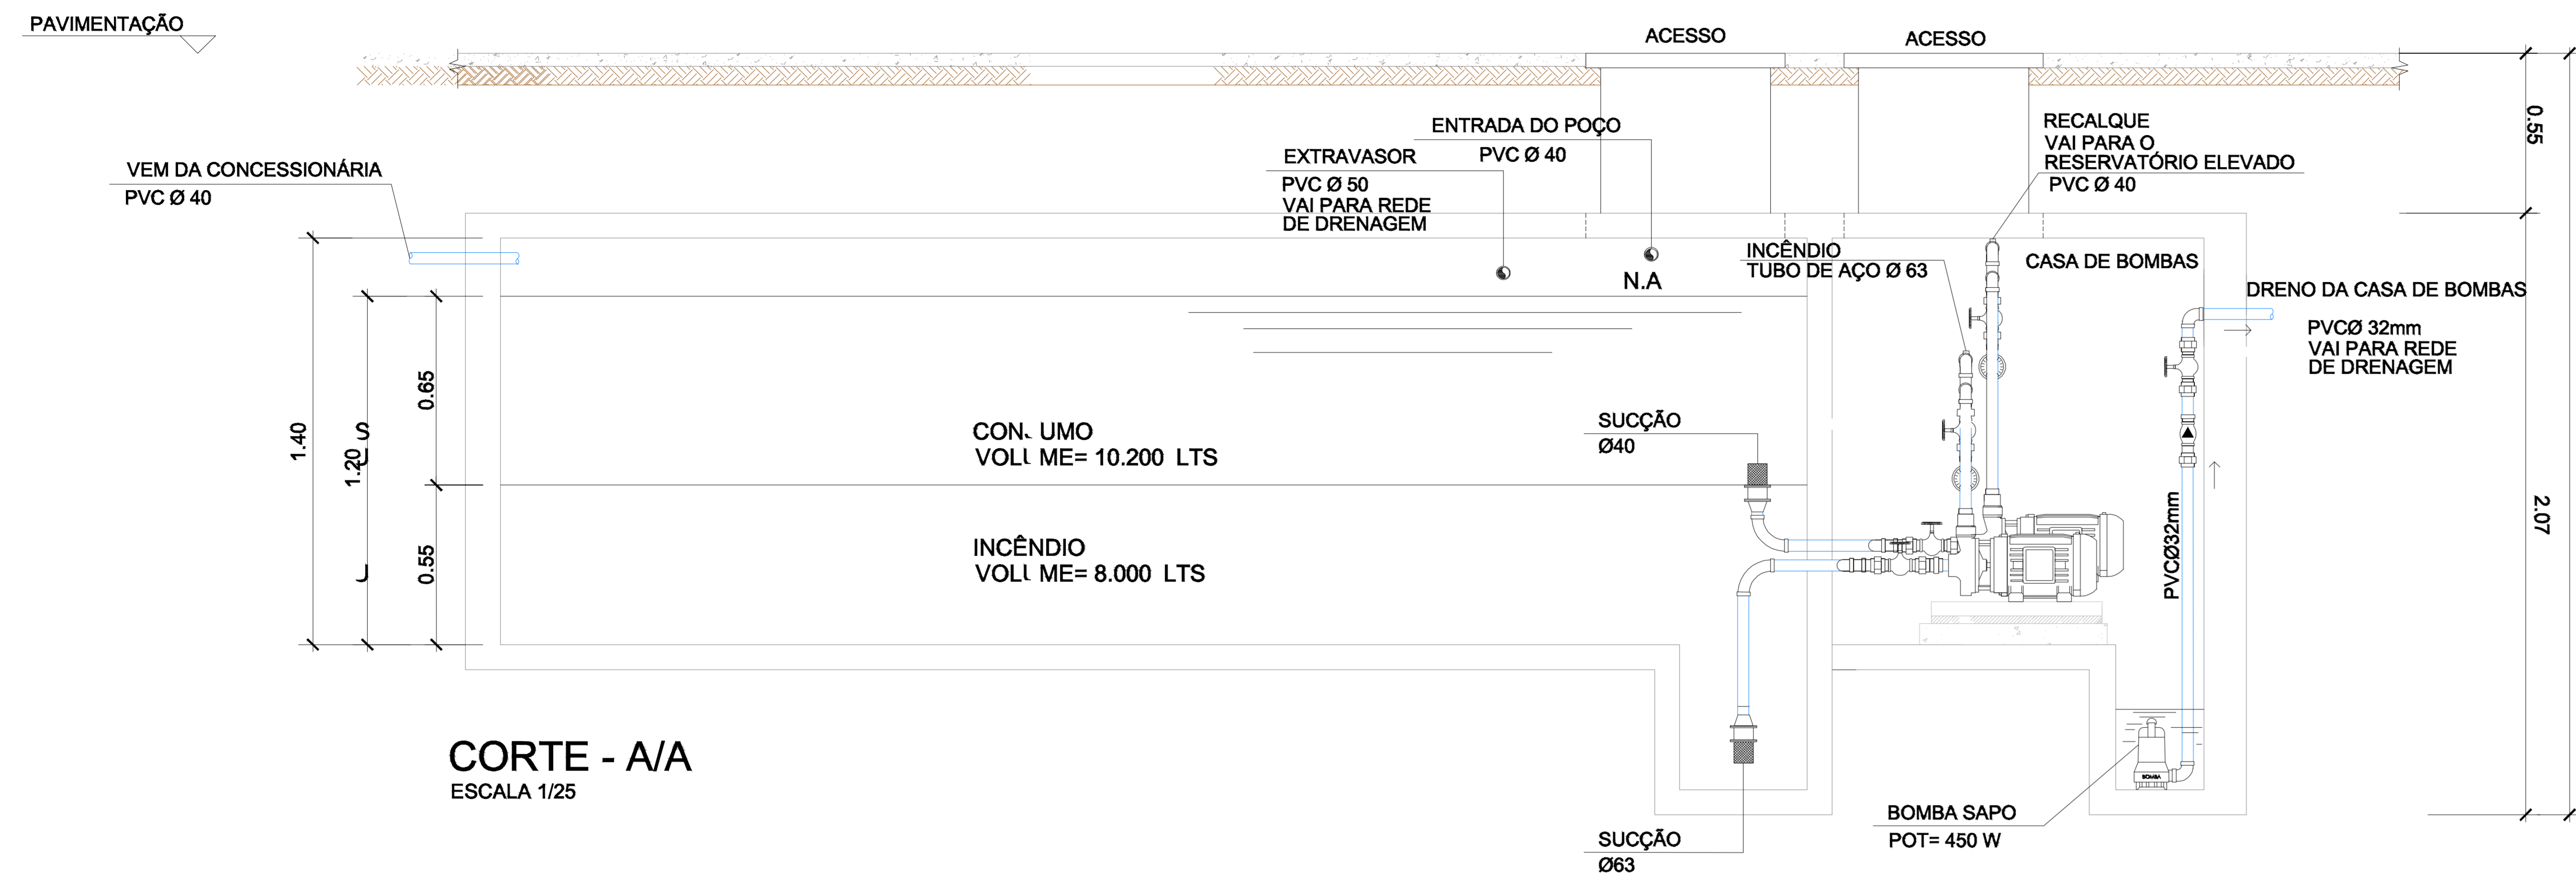 PAVIMENTAÇÃO
ACESSO
ACESSO
VEM DA CONCESSIONÁRIA
PVC Ø 40
ENTRADA DO POÇO
PVC Ø 40
EXTRAVASOR
PVC Ø 50
VAI PARA REDE
DE DRENAGEM
RECALQUE
VAI PARA O
RESERVATÓRIO ELEVADO
PVC Ø 40
0.55
N.A
INCÊNDIO
TUBO DE AÇO Ø 63
CASA DE BOMBAS
DRENO DA CASA DE BOMBAS
PVCØ 32mm
VAI PARA REDE
DE DRENAGEM
1.40
1.20
0.65
0.55
CONSUMO
VOLUME= 10.200 LTS
INCÊNDIO
VOLUME= 8.000 LTS
SUCÇÃO
Ø40
PVCØ32mm
2.07
BOMBA
CORTE - A/A
ESCALA 1/25
SUCÇÃO
Ø63
BOMBA SAPO
POT= 450 W